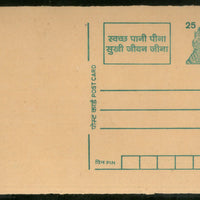 स्वच्छ पानी पीना
सुखी जीवन जीना
25
पोस्ट कार्ड POST CARD
पिन PIN